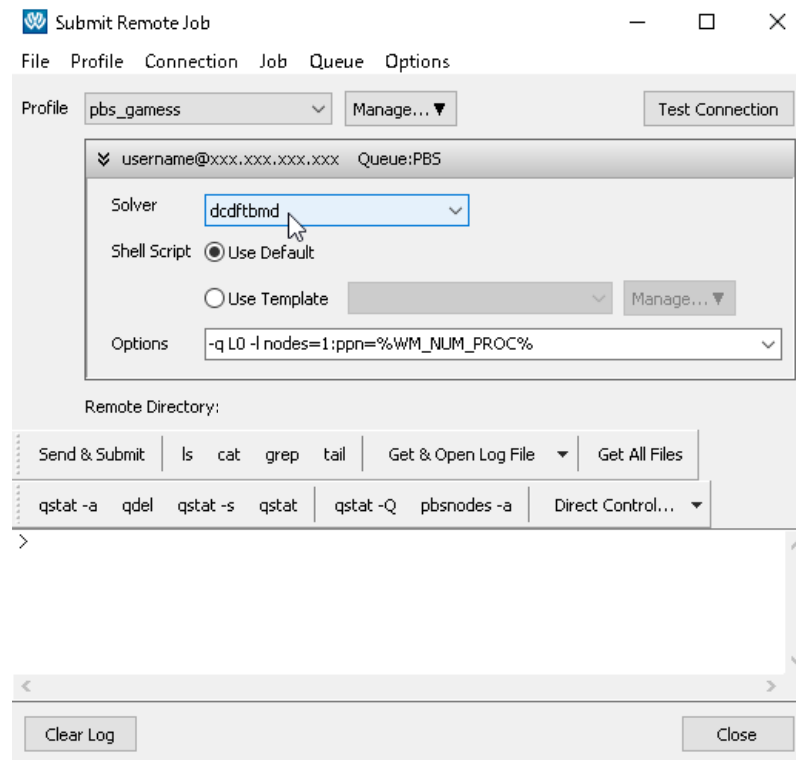 Submit Remote Job
File Profile Connection Job Queue Options
Profile pbs_gamess Manage...▼ Test Connection
username@xxx.xxx.xxx.xxx Queue:PBS
Solver dcdftbmd
Shell Script Use Default
Use Template Manage...▼
Options -q L0 -l nodes=1:ppn=%WM_NUM_PROC%
Remote Directory:
Send & Submit ls cat grep tail Get & Open Log File Get All Files
qstat -a qdel qstat -s qstat qstat -Q pbsnodes -a Direct Control...
>
Clear Log Close